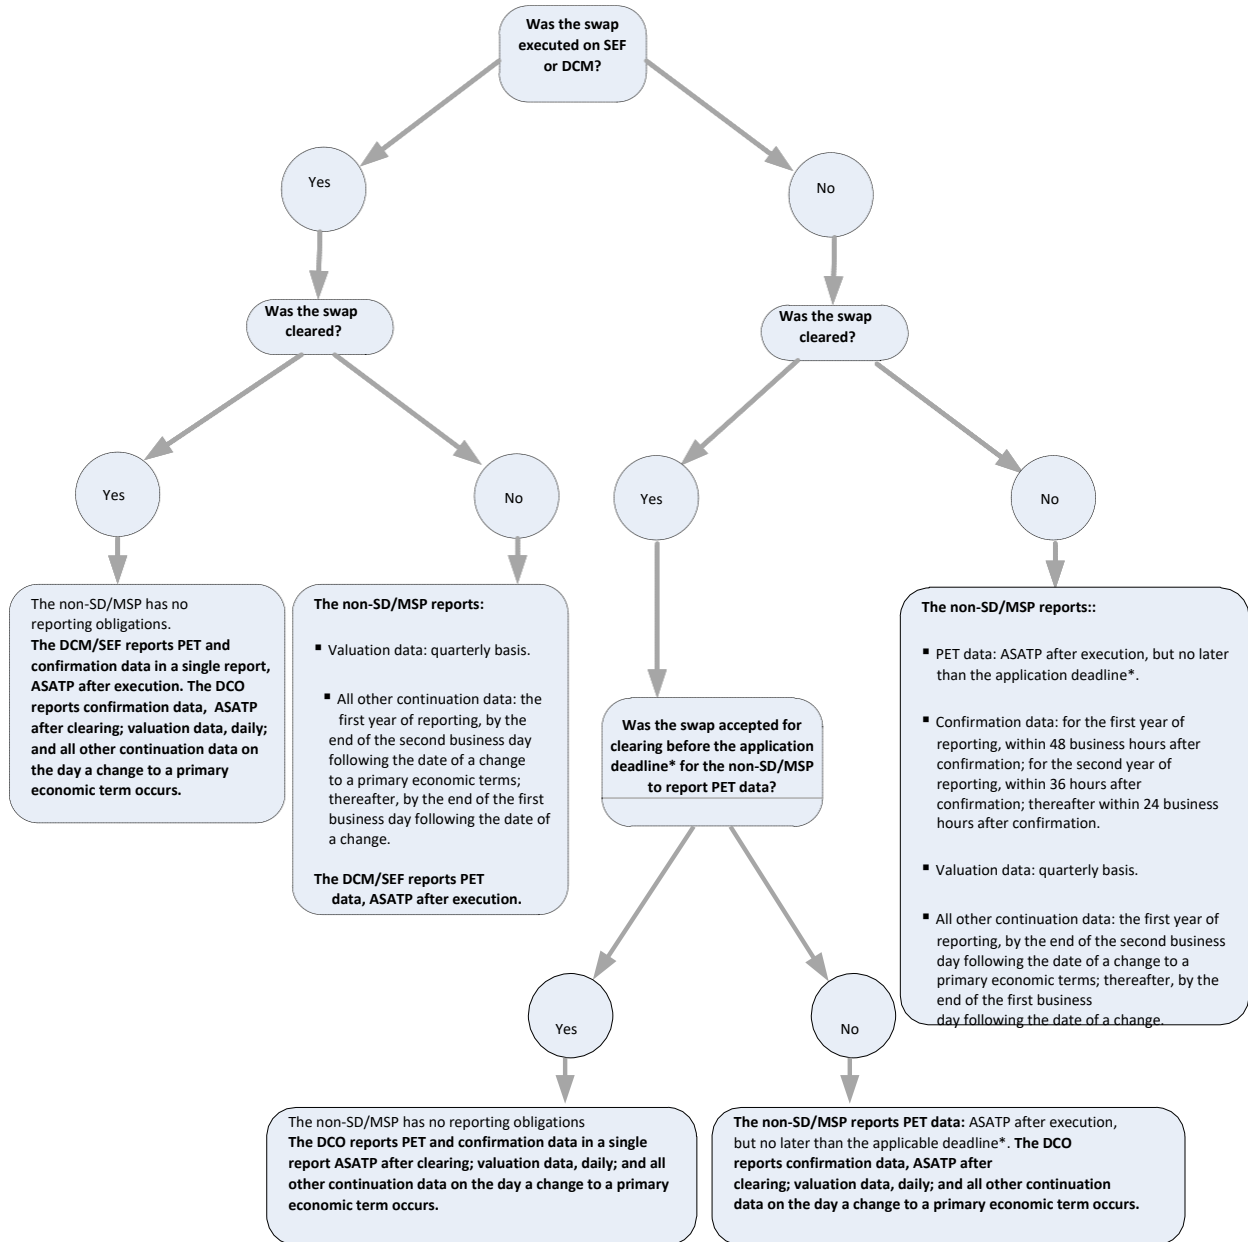 Was the swap
executed on SEF
or DCM?
Yes
No
Was the swap
cleared?
Was the swap
cleared?
Yes
No
Yes
No
The non-SD/MSP has no
reporting obligations.
The DCM/SEF reports PET and
confirmation data in a single report,
ASATP after execution. The DCO
reports confirmation data, ASATP
after clearing; valuation data, daily;
and all other continuation data on
the day a change to a primary
economic term occurs.
The non-SD/MSP reports:
▪ Valuation data: quarterly basis.
▪ All other continuation data: the
first year of reporting, by the
end of the second business day
following the date of a change
to a primary economic terms;
thereafter, by the end of the first
business day following the date of
a change.
The DCM/SEF reports PET
data, ASATP after execution.
Was the swap accepted for
clearing before the application
deadline* for the non-SD/MSP
to report PET data?
The non-SD/MSP reports::
▪ PET data: ASATP after execution, but no later
than the application deadline*.
▪ Confirmation data: for the first year of
reporting, within 48 business hours after
confirmation; for the second year of
reporting, within 36 hours after
confirmation; thereafter within 24 business
hours after confirmation.
▪ Valuation data: quarterly basis.
▪ All other continuation data: the first year of
reporting, by the end of the second business
day following the date of a change to a
primary economic terms; thereafter, by the
end of the first business
day following the date of a change.
Yes
No
The non-SD/MSP has no reporting obligations
The DCO reports PET and confirmation data in a single
report ASATP after clearing; valuation data, daily; and all
other continuation data on the day a change to a primary
economic term occurs.
The non-SD/MSP reports PET data: ASATP after execution,
but no later than the applicable deadline*. The DCO
reports confirmation data, ASATP after
clearing; valuation data, daily; and all other continuation
data on the day a change to a primary economic term occurs.